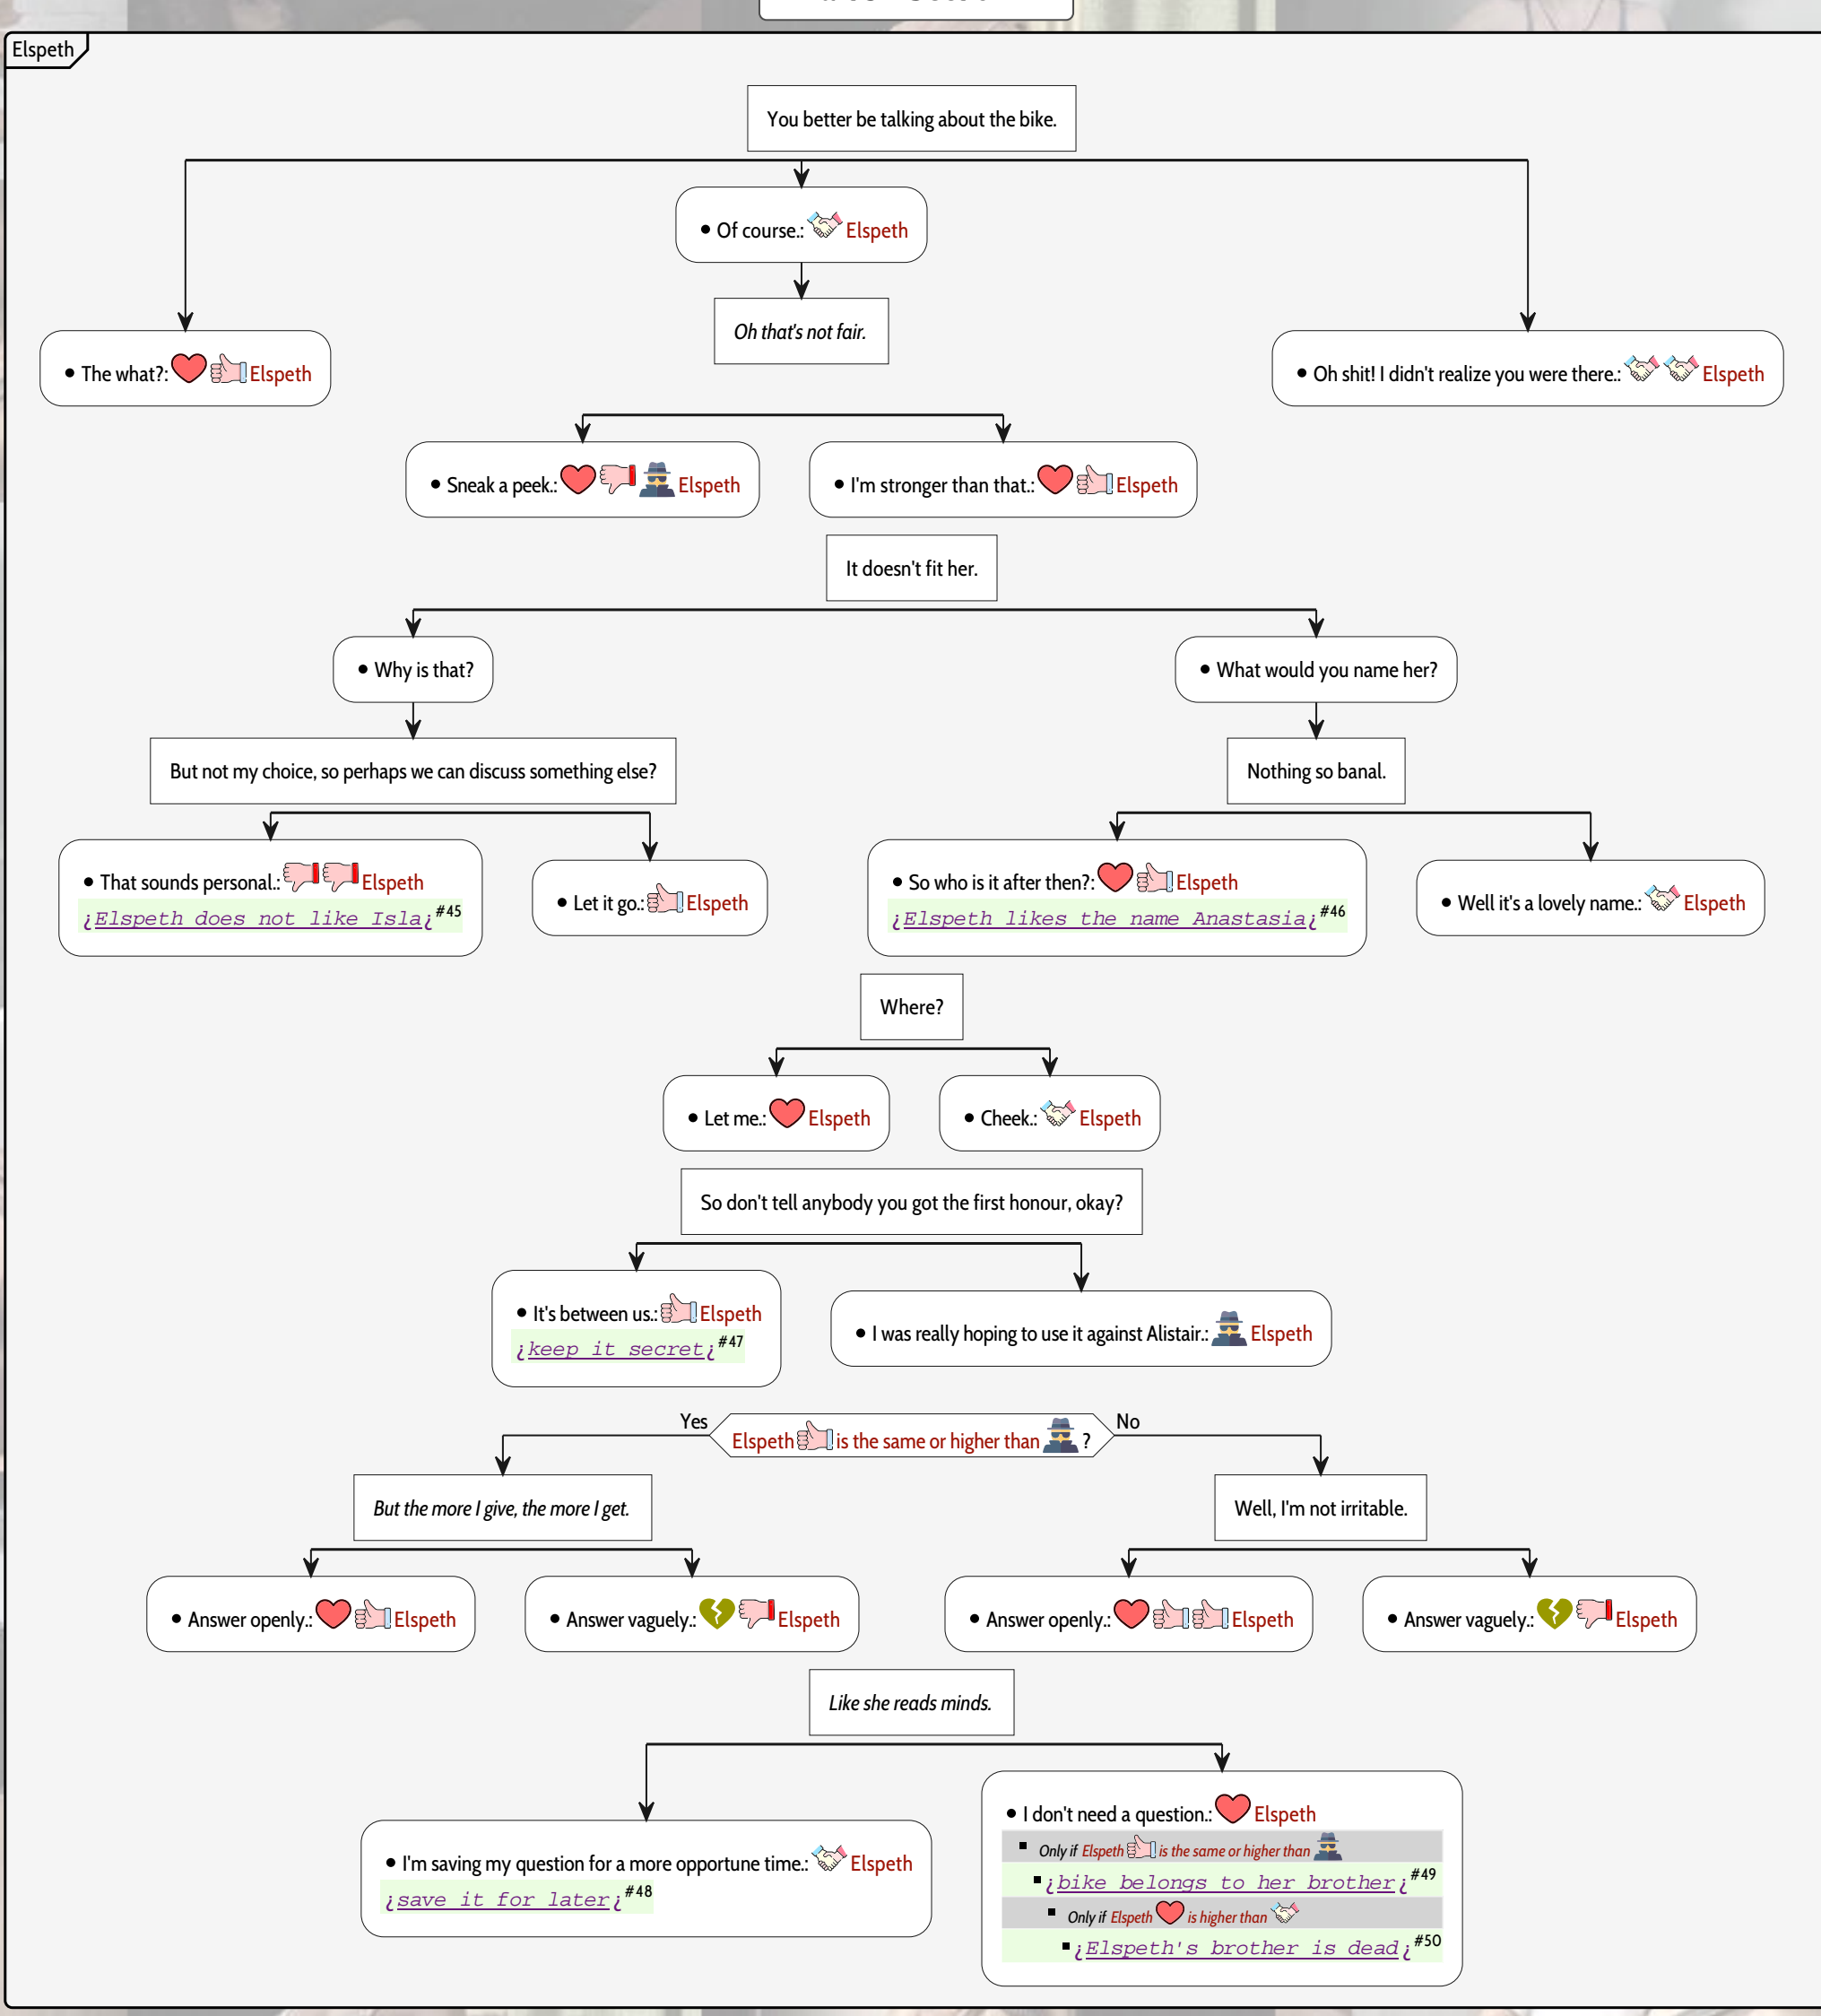 Elspeth
You better be talking about the bike.
Of course.: Elspeth
Oh that's not fair.
The what?: Elspeth
Oh shit! I didn't realize you were there.: Elspeth
Sneak a peek.: Elspeth
I'm stronger than that.: Elspeth
It doesn't fit her.
Why is that?
What would you name her?
But not my choice, so perhaps we can discuss something else?
Nothing so banal.
That sounds personal.: Elspeth
¿Elspeth does not like Isla¿#45
Let it go.: Elspeth
So who is it after then?: Elspeth
¿Elspeth likes the name Anastasia¿#46
Well it's a lovely name.: Elspeth
Where?
Let me.: Elspeth
Cheek.: Elspeth
So don't tell anybody you got the first honour, okay?
It's between us.: Elspeth
¿keep it secret¿#47
I was really hoping to use it against Alistair.: Elspeth
Yes
Elspeth is the same or higher than ?
No
But the more I give, the more I get.
Well, I'm not irritable.
Answer openly.: Elspeth
Answer vaguely.: Elspeth
Answer openly.: Elspeth
Answer vaguely.: Elspeth
Like she reads minds.
I'm saving my question for a more opportune time.: Elspeth
¿save it for later¿#48
I don't need a question.: Elspeth
Only if Elspeth is the same or higher than
¿bike belongs to her brother¿#49
Only if Elspeth is higher than
¿Elspeth's brother is dead¿#50